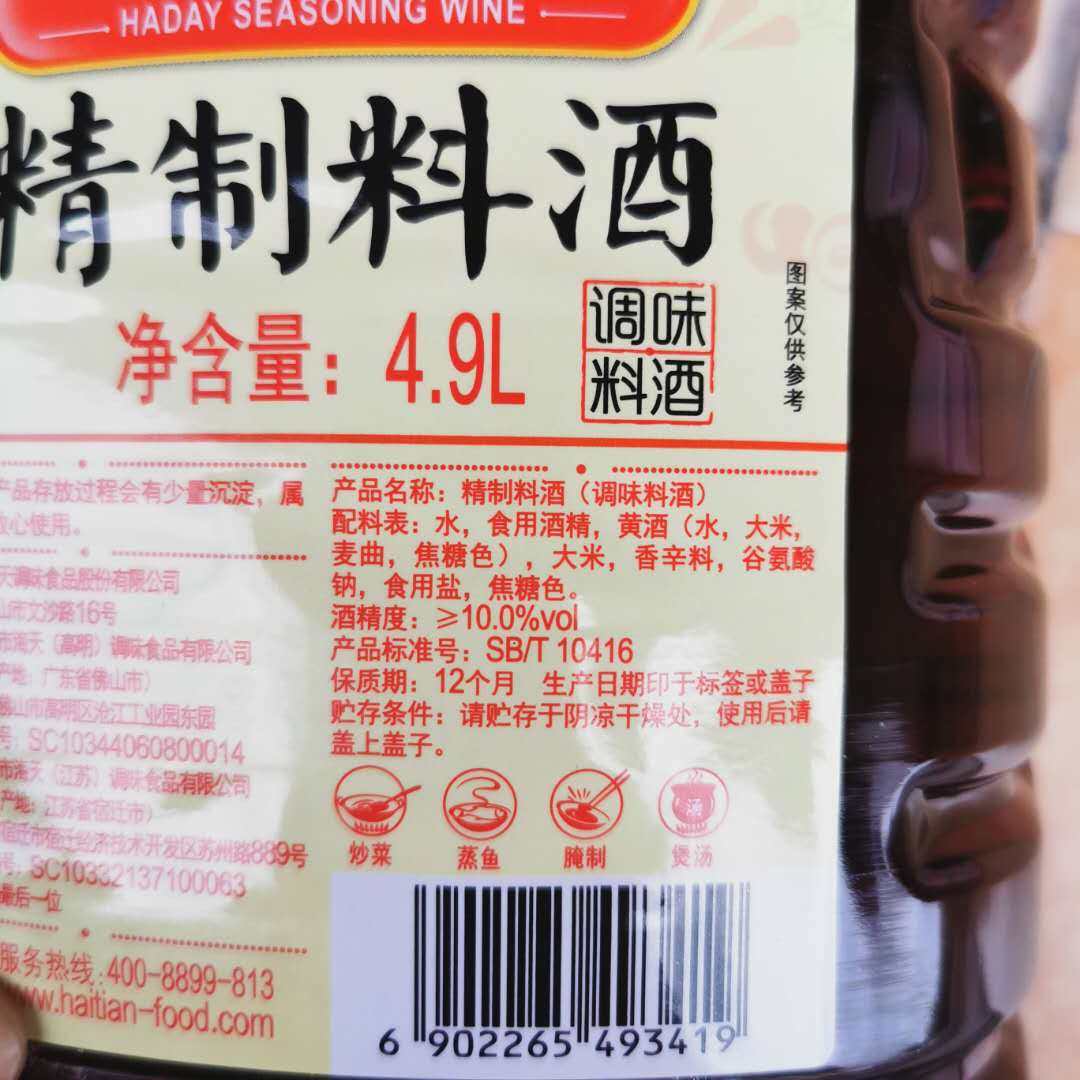 HADAY SEASONING WINE
精制料酒
净含量：4.9L
调味
料酒
图案仅供参考
产品存放过程会有少量沉淀，属
放心使用。
天调味食品股份有限公司
山市文沙路16号
市海天（高明）调味食品有限公司
产地：广东省佛山市）
佛山市高明区沧江工业园东园
号：SC10344060800014
市海天（江苏）调味食品有限公司
产地：江苏省宿迁市）
宿迁市宿迁经济技术开发区苏州路889号
号：SC10332137100063
最后一位
服务热线：400-8899-813
www.haitian-food.com
产品名称：精制料酒（调味料酒）
配料表：水，食用酒精，黄酒（水，大米，
麦曲，焦糖色），大米，香辛料，谷氨酸
钠，食用盐，焦糖色。
酒精度：≥10.0%vol
产品标准号：SB/T 10416
保质期：12个月 生产日期印于标签或盖子
贮存条件：请贮存于阴凉干燥处，使用后请
盖上盖子。
炒菜 蒸鱼 腌制 煲汤
汤
6 902265 493419